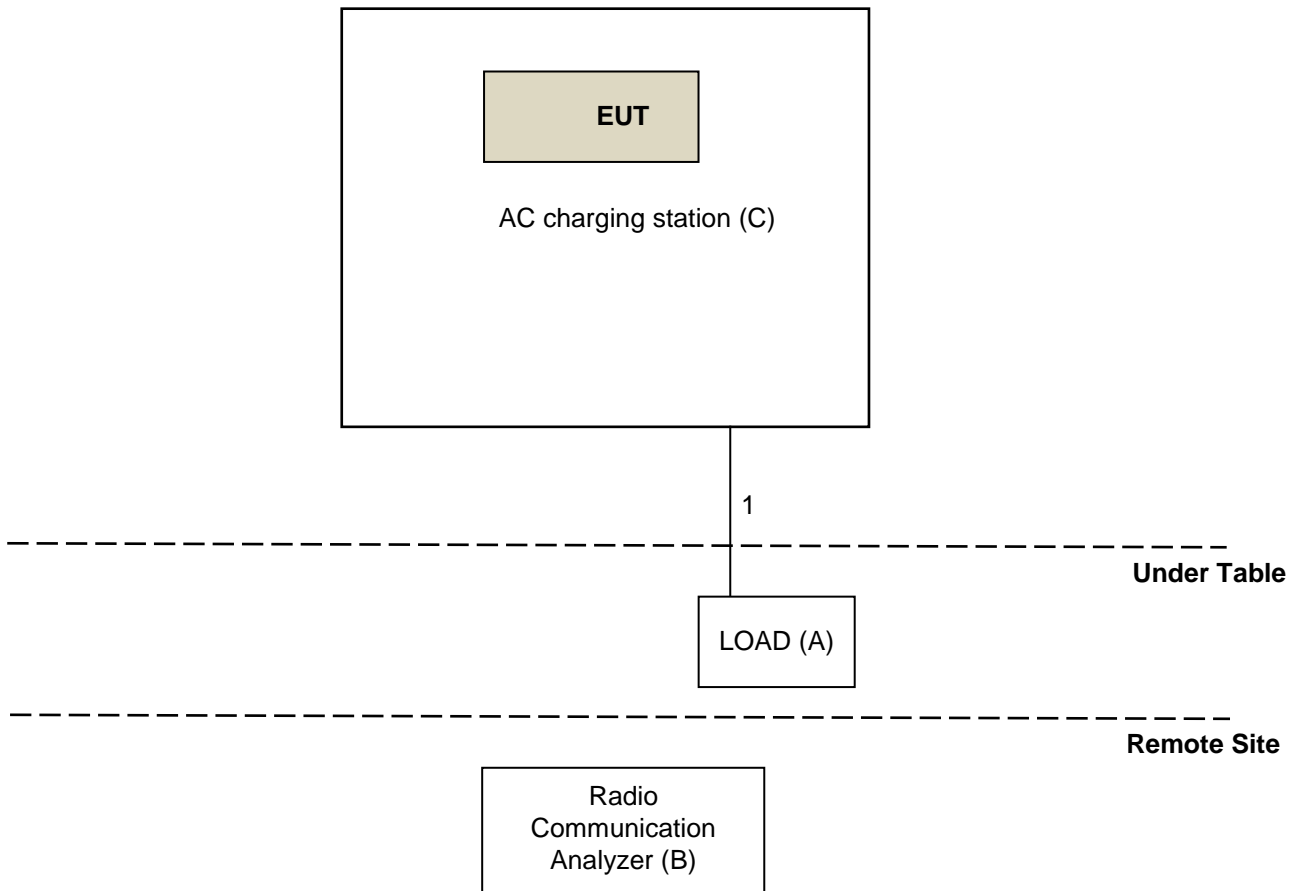 EUT
AC charging station (C)
1
Under Table
LOAD (A)
Remote Site
Radio
Communication
Analyzer (B)